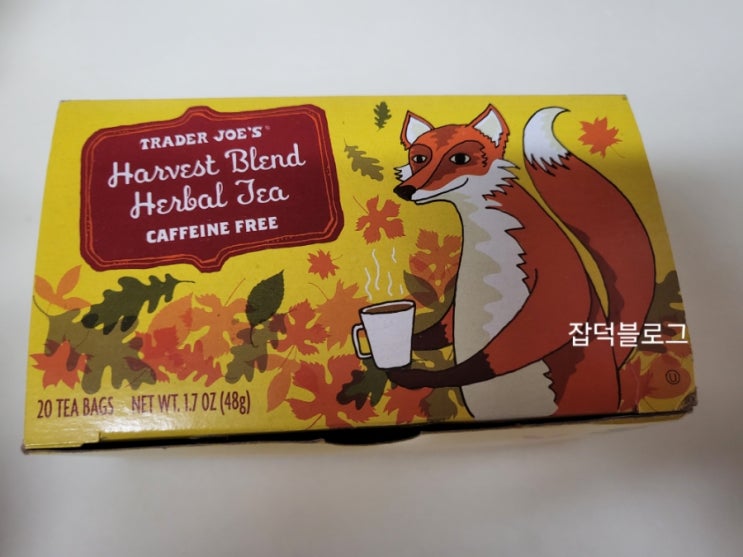 TRADER JOE'S®
Harvest Blend
Herbal Tea
CAFFEINE FREE
잡덕블로그
U
20 TEA BAGS NET WT. 1.7 OZ (48g)